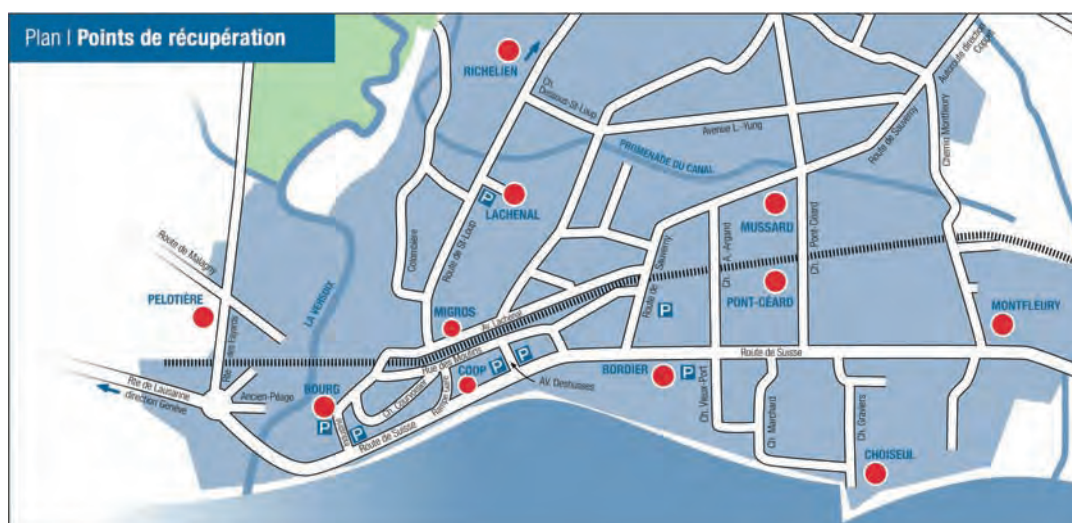 Plan | Points de récupération
RICHELIEN
Ch.
Dessous-St-Loup
Autoroute direction
Coppet
Avenue L.-Yung
Route de Sauverny
Chemin Montfleury
PROMENADE DU CANAL
P
LACHENAL
Colombière
Route de St-Loup
MUSSARD
Ch. A.-Argand
Ch. Pont-Céard
Route de Malagny
LA VERSOIX
Route de Sauverny
PELOTIÈRE
PONT-CÉARD
MONTFLEURY
P
MIGROS
Av. Lachenal
Rue des Moulins
Route de Suisse
Rte de Lausanne
direction Genève
Ancien-Péage
BOURG
P
P
Ch. Courvoisier
COOP
P
P
AV. Deshusses
BORDIER
P
Route de Suisse
Ch. Vieux-Port
Ch. Marchard
Ch. Graviers
CHOISEUL